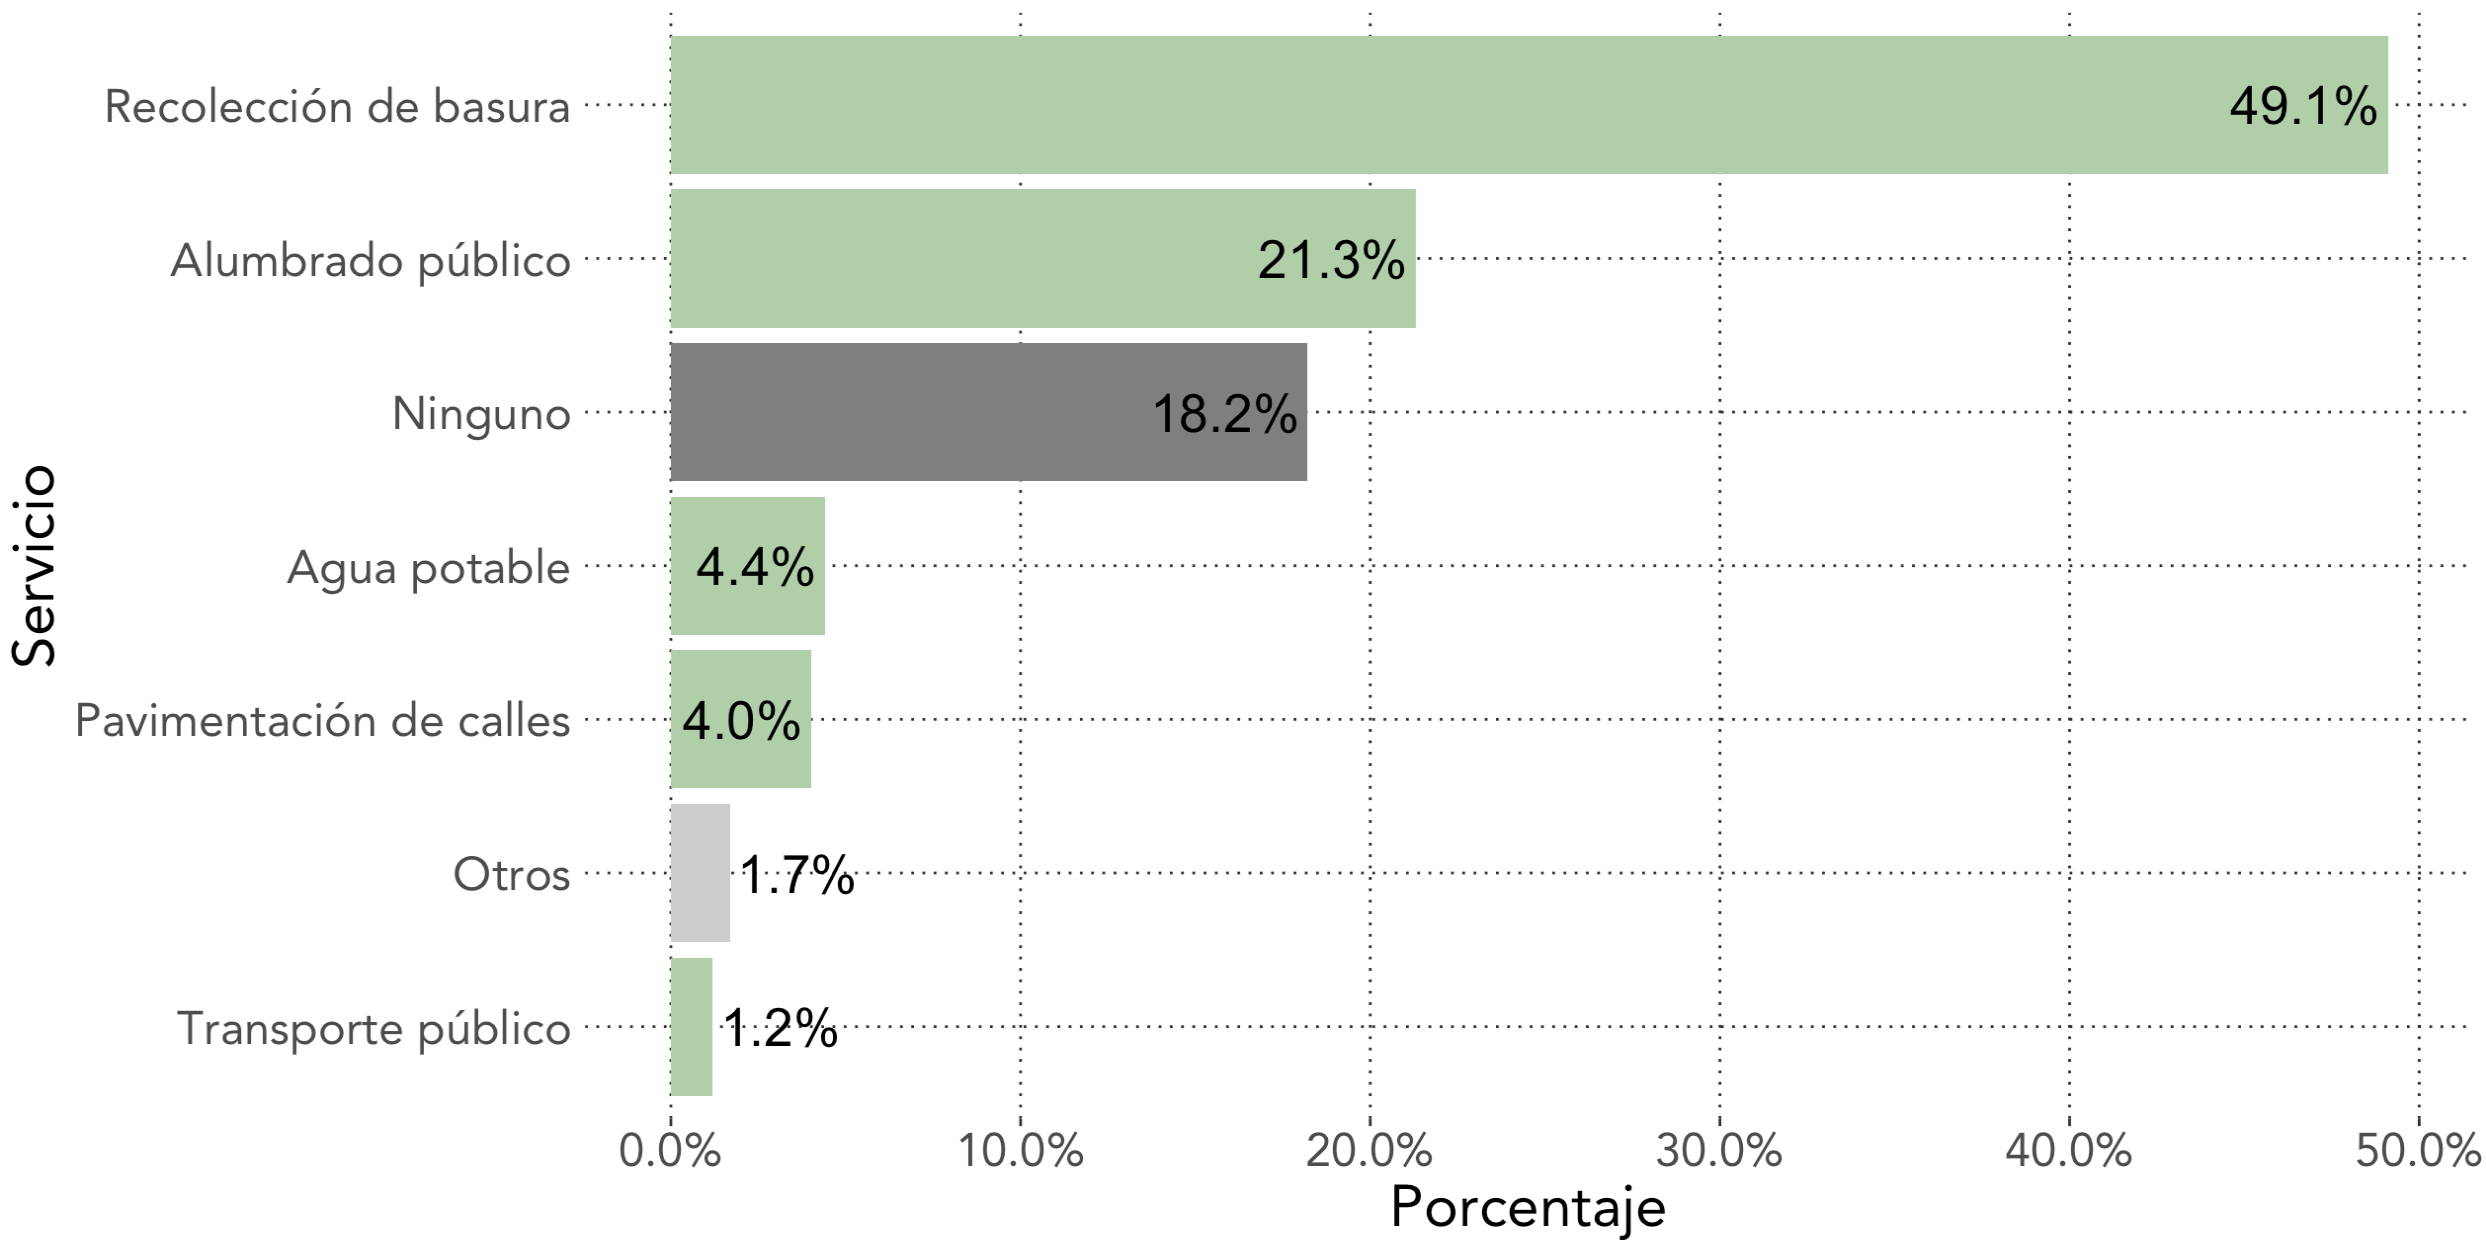 Servicio
Recolección de basura
49.1%
Alumbrado público
21.3%
Ninguno
18.2%
Agua potable
4.4%
Pavimentación de calles
4.0%
Otros
1.7%
Transporte público
1.2%
0.0% 10.0% 20.0% 30.0% 40.0% 50.0%
Porcentaje